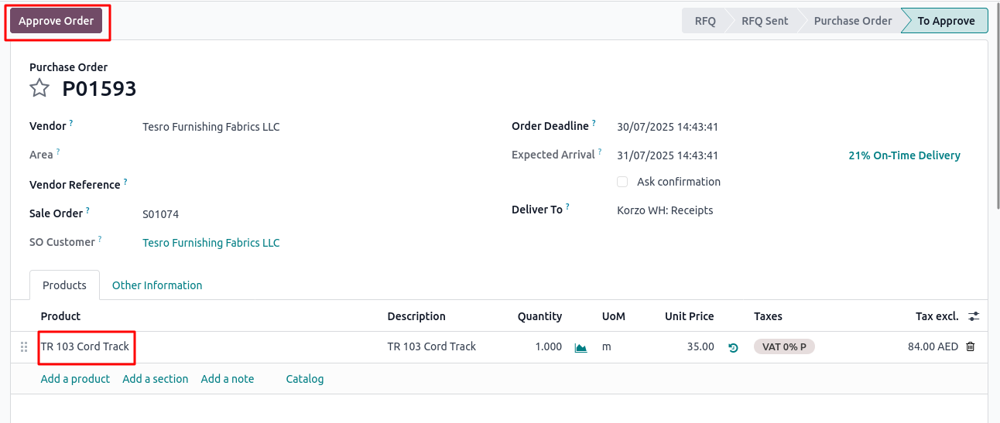 Approve Order
RFQ RFQ Sent Purchase Order To Approve
Purchase Order
P01593
Vendor ? Tesro Furnishing Fabrics LLC
Order Deadline ? 30/07/2025 14:43:41
Area ?
Expected Arrival ? 31/07/2025 14:43:41 21% On-Time Delivery
Vendor Reference ?
Ask confirmation
Sale Order ? S01074
Deliver To ? Korzo WH: Receipts
SO Customer ? Tesro Furnishing Fabrics LLC
Products Other Information
Product Description Quantity UoM Unit Price Taxes Tax excl.
TR 103 Cord Track TR 103 Cord Track 1.000 m 35.00 VAT 0% P 84.00 AED
Add a product Add a section Add a note Catalog